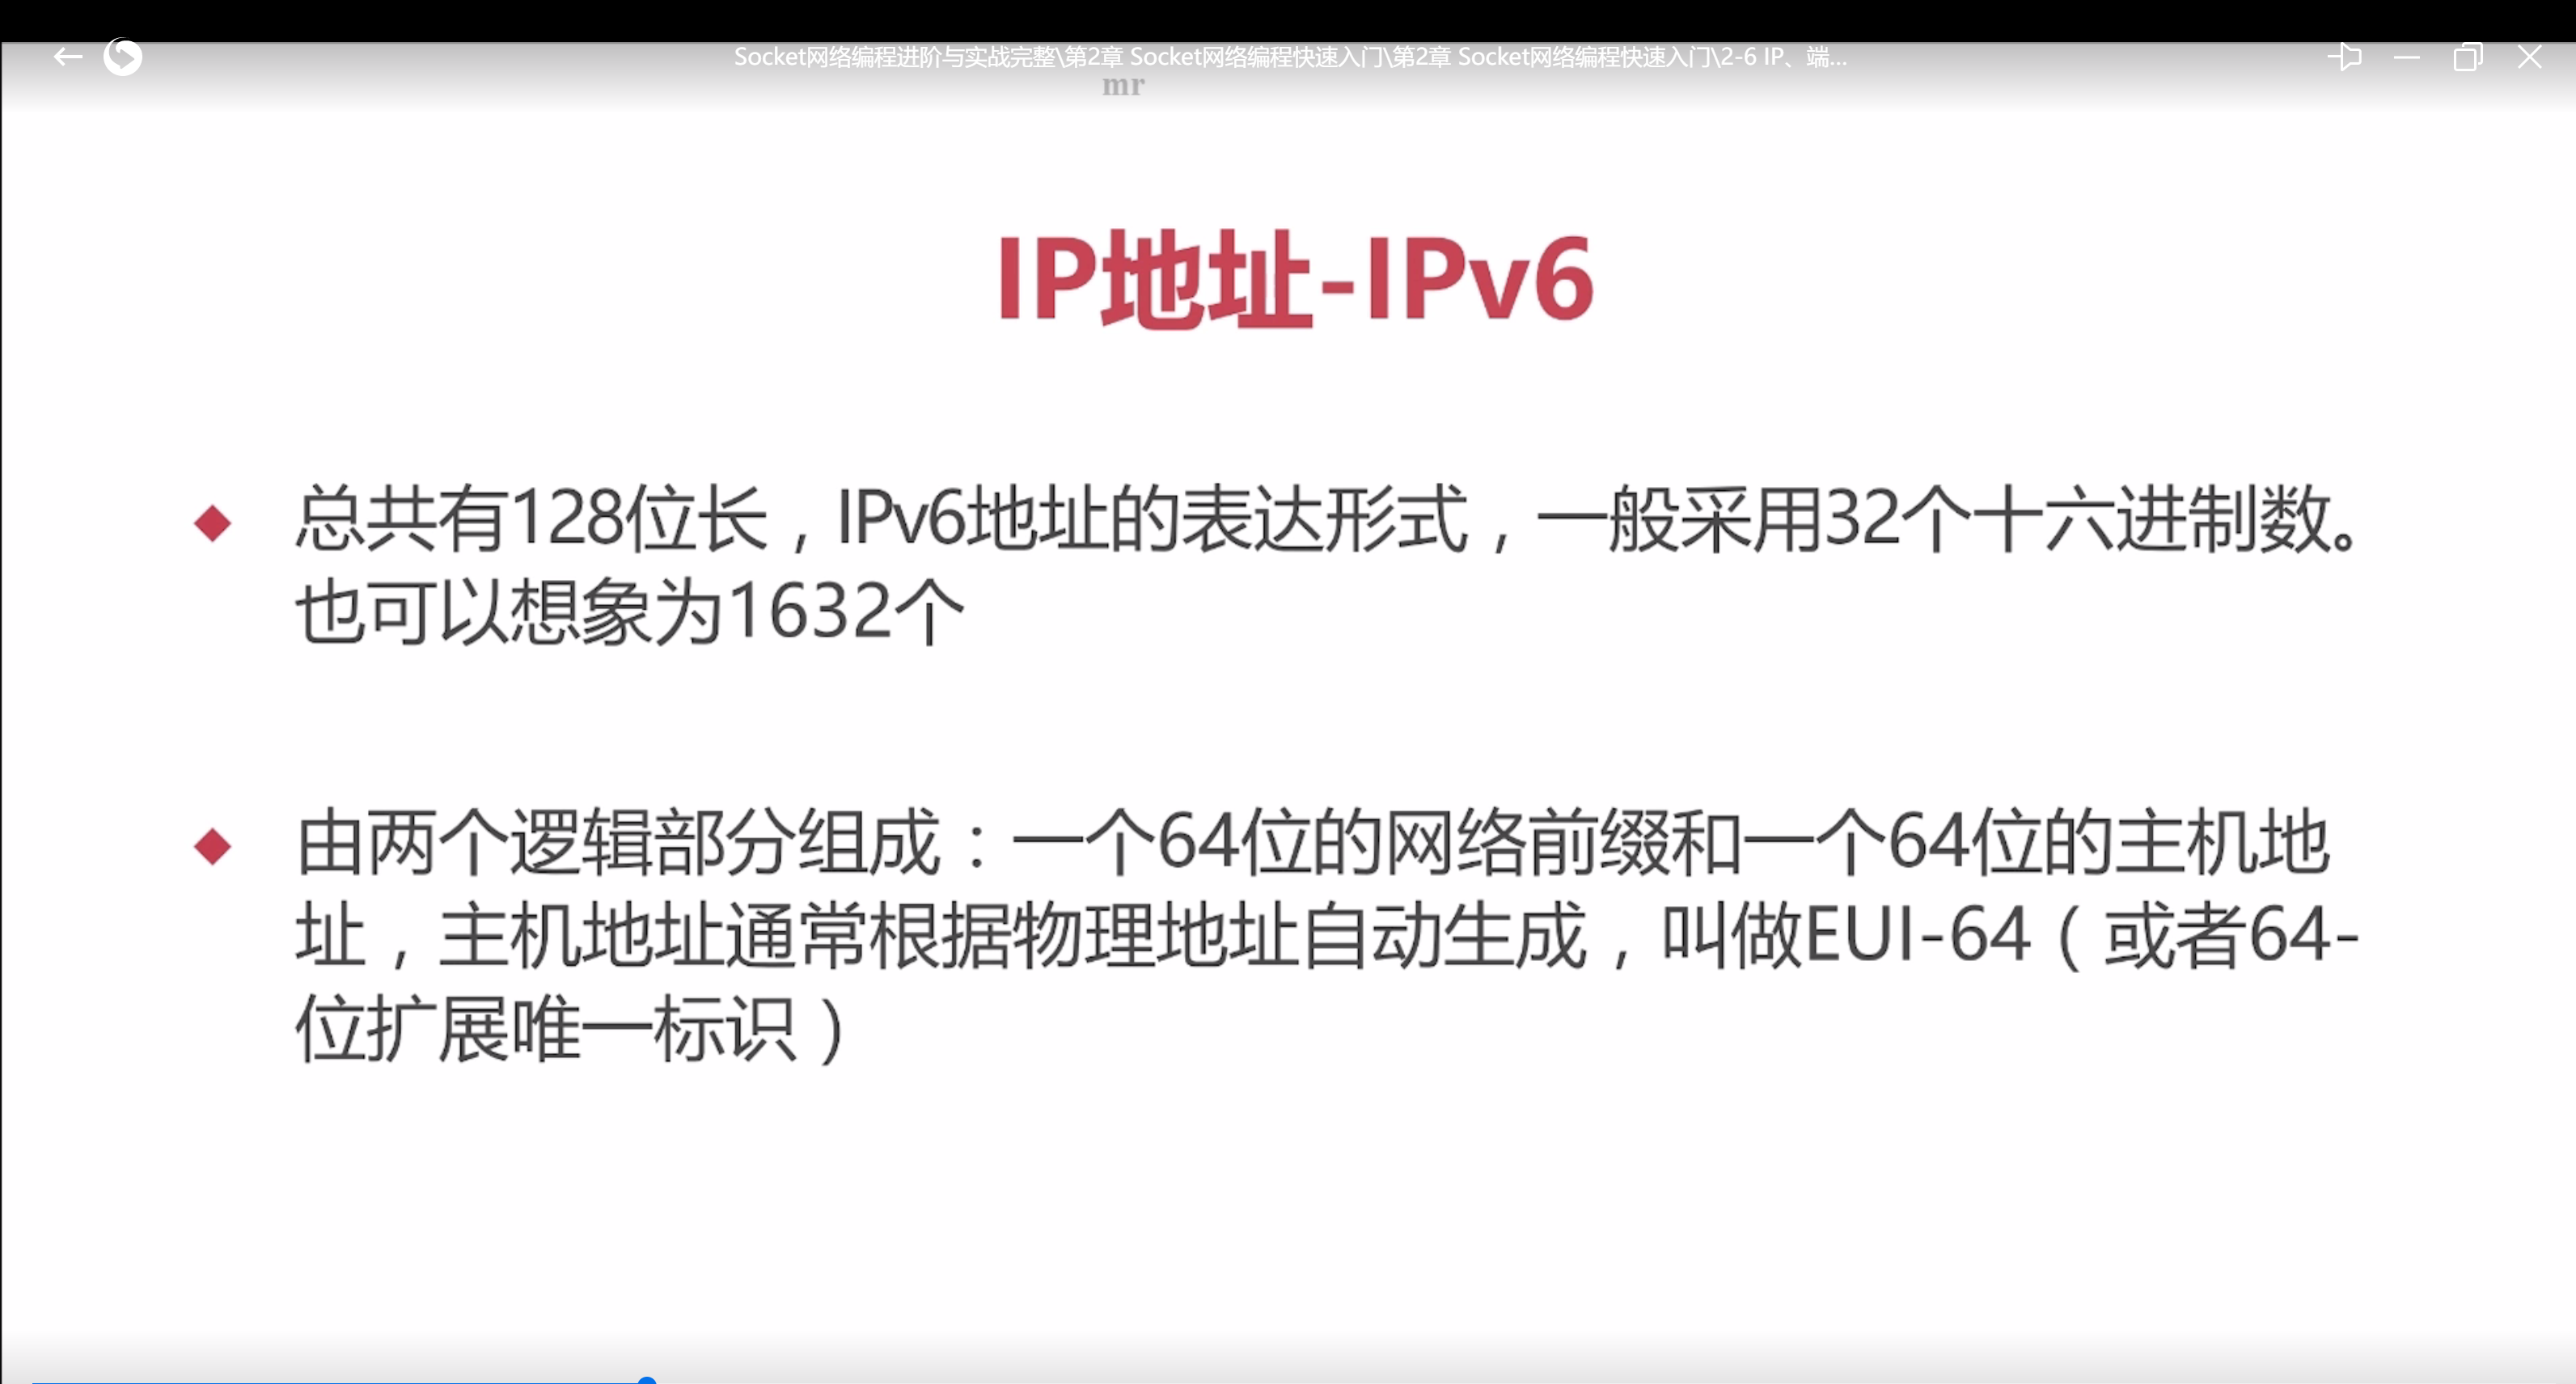 Socket网络编程进阶与实战完整\第2章 Socket网络编程快速入门\第2章 Socket网络编程快速入门\2-6 IP、端...
mr
IP地址-IPv6
总共有128位长，IPv6地址的表达形式，一般采用32个十六进制数。
也可以想象为1632个
由两个逻辑部分组成：一个64位的网络前缀和一个64位的主机地
址，主机地址通常根据物理地址自动生成，叫做EUI-64（或者64-
位扩展唯一标识）